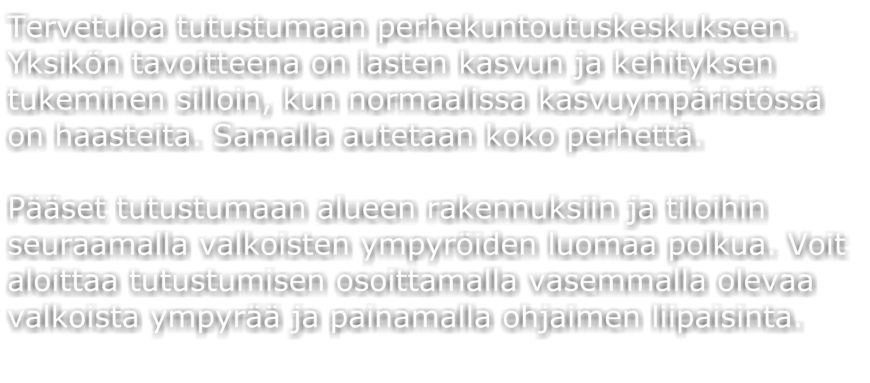 Tervetuloa tutustumaan perhekuntoutuskeskukseen.
Yksikön tavoitteena on lasten kasvun ja kehityksen
tukeminen silloin, kun normaalissa kasvuympäristössä
on haasteita. Samalla autetaan koko perhettä.

Pääset tutustumaan alueen rakennuksiin ja tiloihin
seuraamalla valkoisten ympyröiden luomaa polkua. Voit
aloittaa tutustumisen osoittamalla vasemmalla olevaa
valkoista ympyrää ja painamalla ohjaimen liipaisinta.